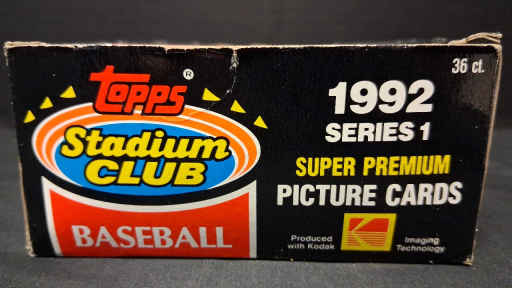 36 ct.
Topps®
Stadium
CLUB
BASEBALL
1992
SERIES 1
SUPER PREMIUM
PICTURE CARDS
Produced
with Kodak
Imaging
Technology